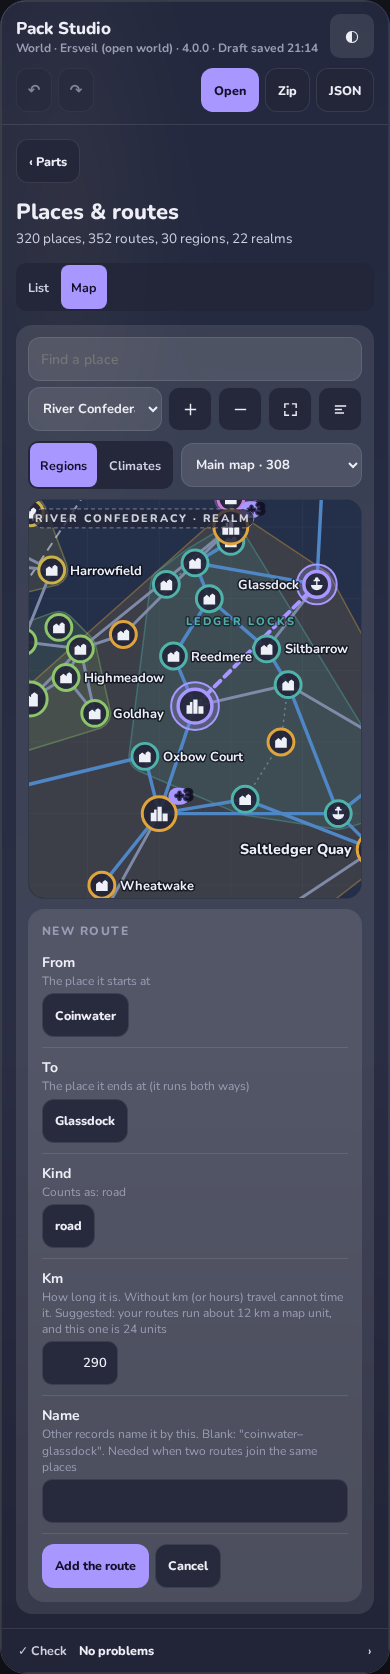 Pack Studio
World · Ersveil (open world) · 4.0.0 · Draft saved 21:14
Open
Zip
JSON
‹ Parts
Places & routes
320 places, 352 routes, 30 regions, 22 realms
List
Map
Find a place
River Confeder
Regions
Climates
Main map · 308
RIVER CONFEDERACY · REALM
+3
Harrowfield
Glassdock
LEDGER LOCKS
Reedmere
Siltbarrow
Highmeadow
Goldhay
Oxbow Court
+3
Saltledger Quay
Wheatwake
NEW ROUTE
From
The place it starts at
Coinwater
To
The place it ends at (it runs both ways)
Glassdock
Kind
Counts as: road
road
Km
How long it is. Without km (or hours) travel cannot time
it. Suggested: your routes run about 12 km a map unit,
and this one is 24 units
290
Name
Other records name it by this. Blank: "coinwater–
glassdock". Needed when two routes join the same
places
Add the route
Cancel
✓ Check No problems ›